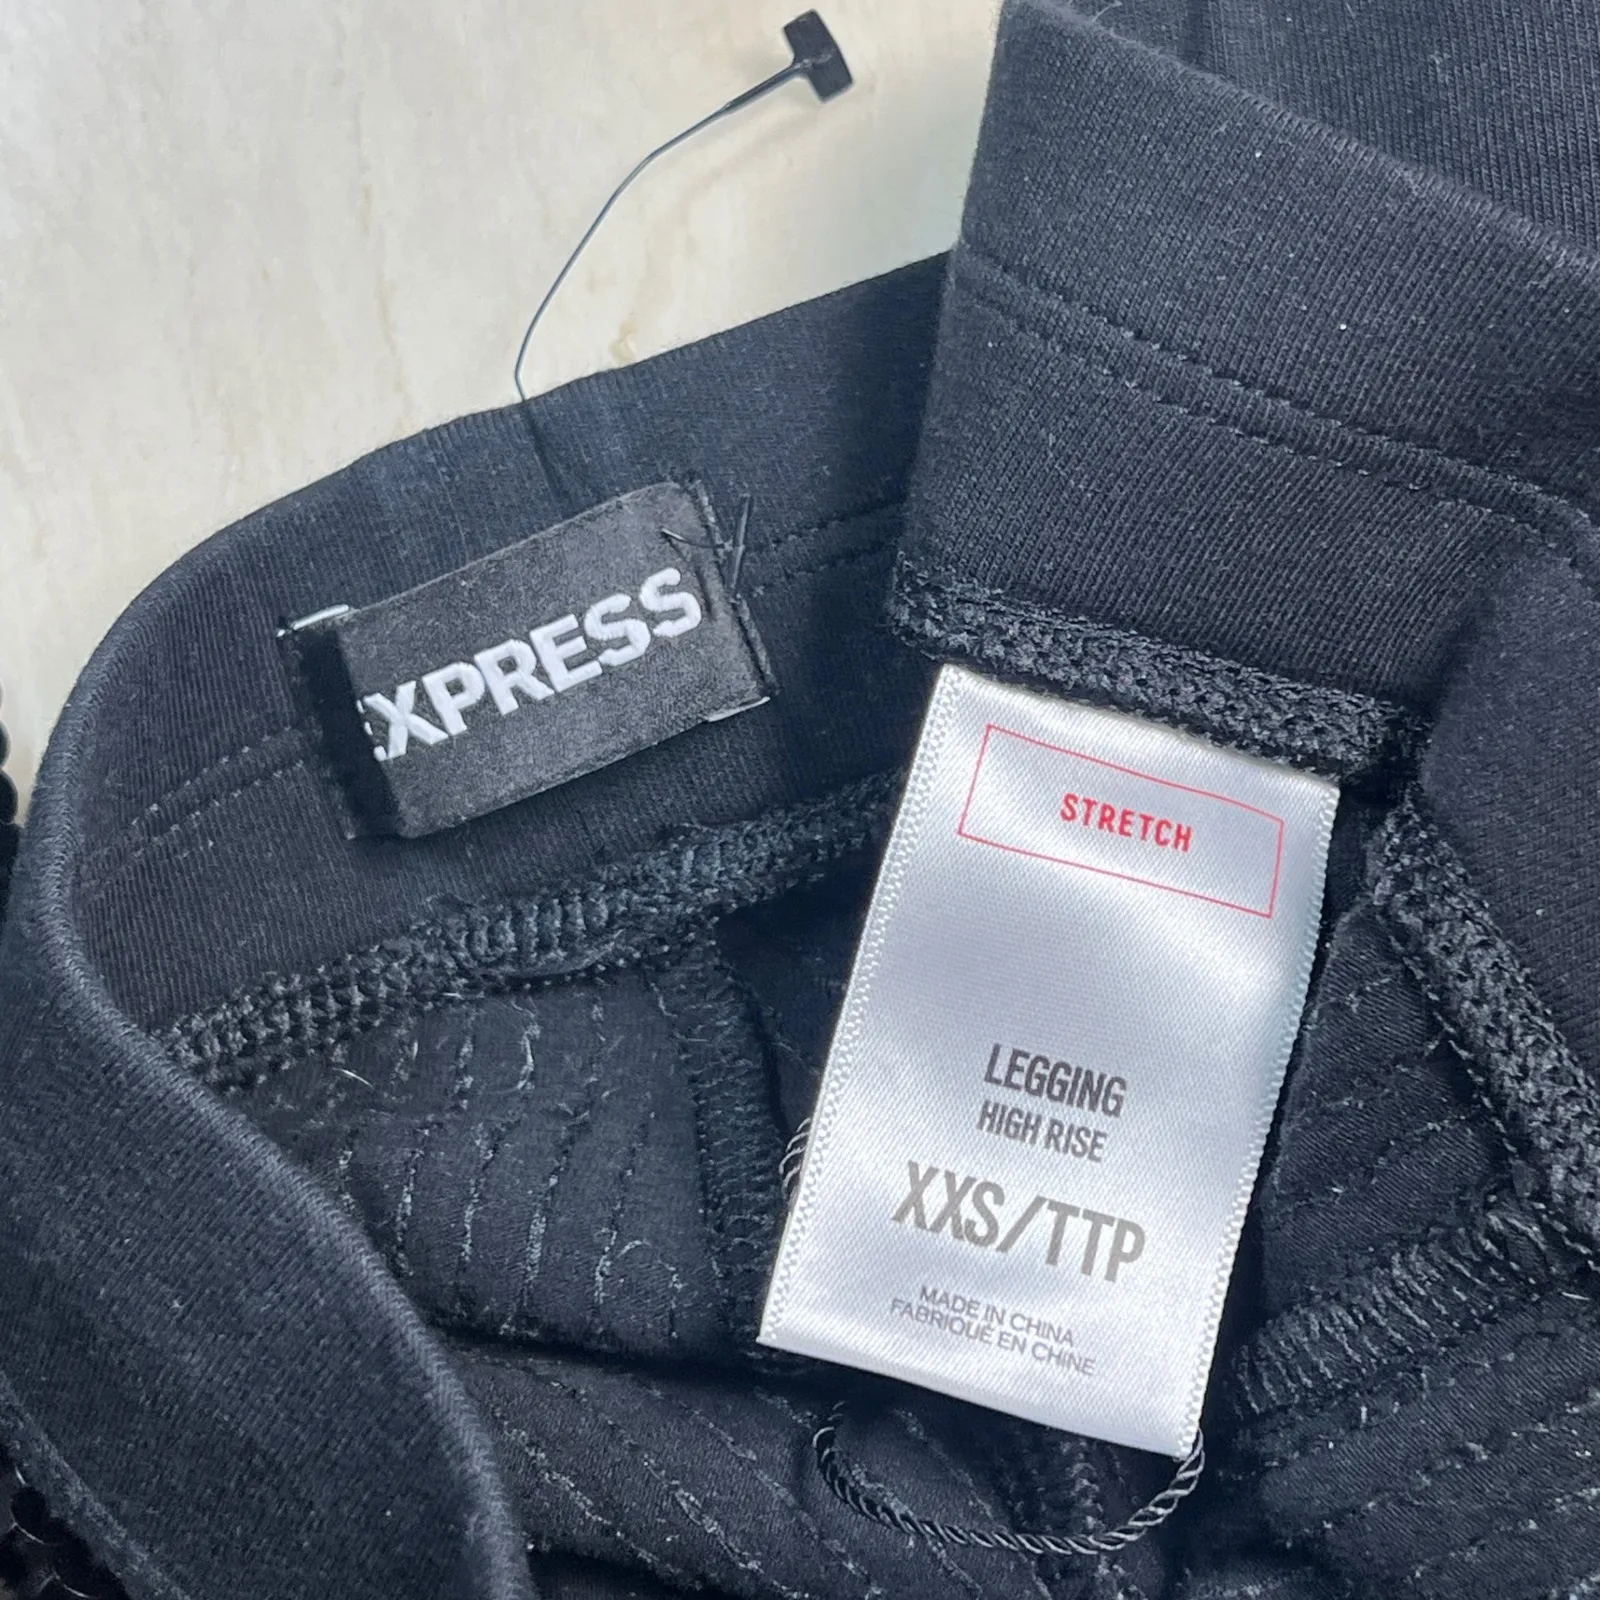 EXPRESS
STRETCH
LEGGING
HIGH RISE
XXS/TTP
MADE IN CHINA
FABRIQUÉ EN CHINE